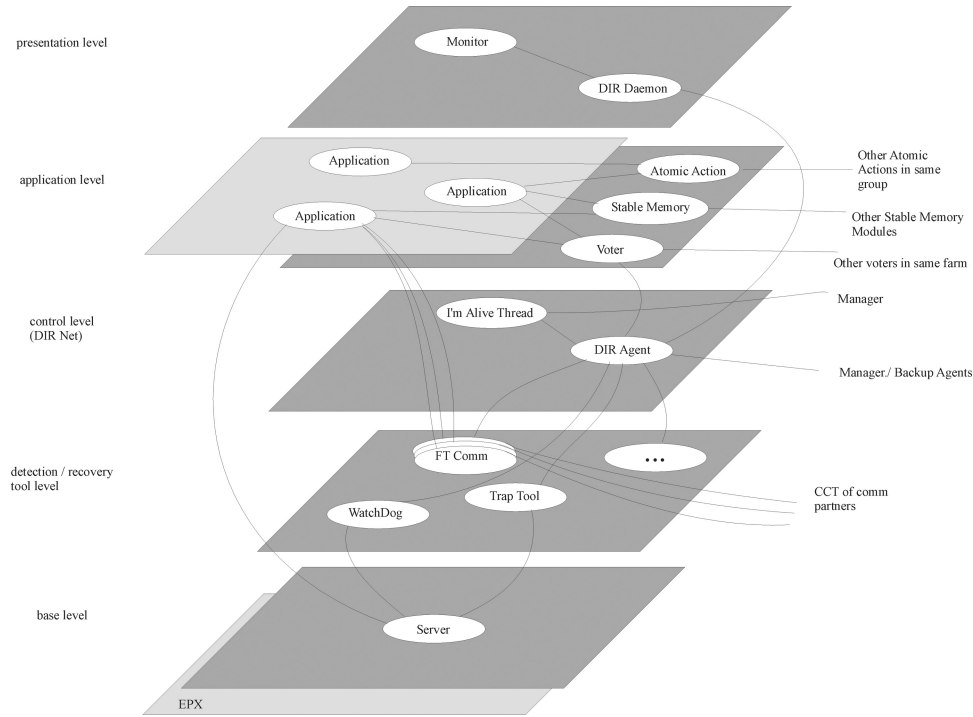 presentation level
Monitor
DIR Daemon
application level
Application
Application
Application
Atomic Action
Stable Memory
Voter
Other Atomic
Actions in same
group
Other Stable Memory
Modules
Other voters in same farm
control level
(DIR Net)
I'm Alive Thread
DIR Agent
Manager
Manager./ Backup Agents
detection / recovery
tool level
FT Comm
...
WatchDog
Trap Tool
CCT of comm
partners
base level
Server
EPX